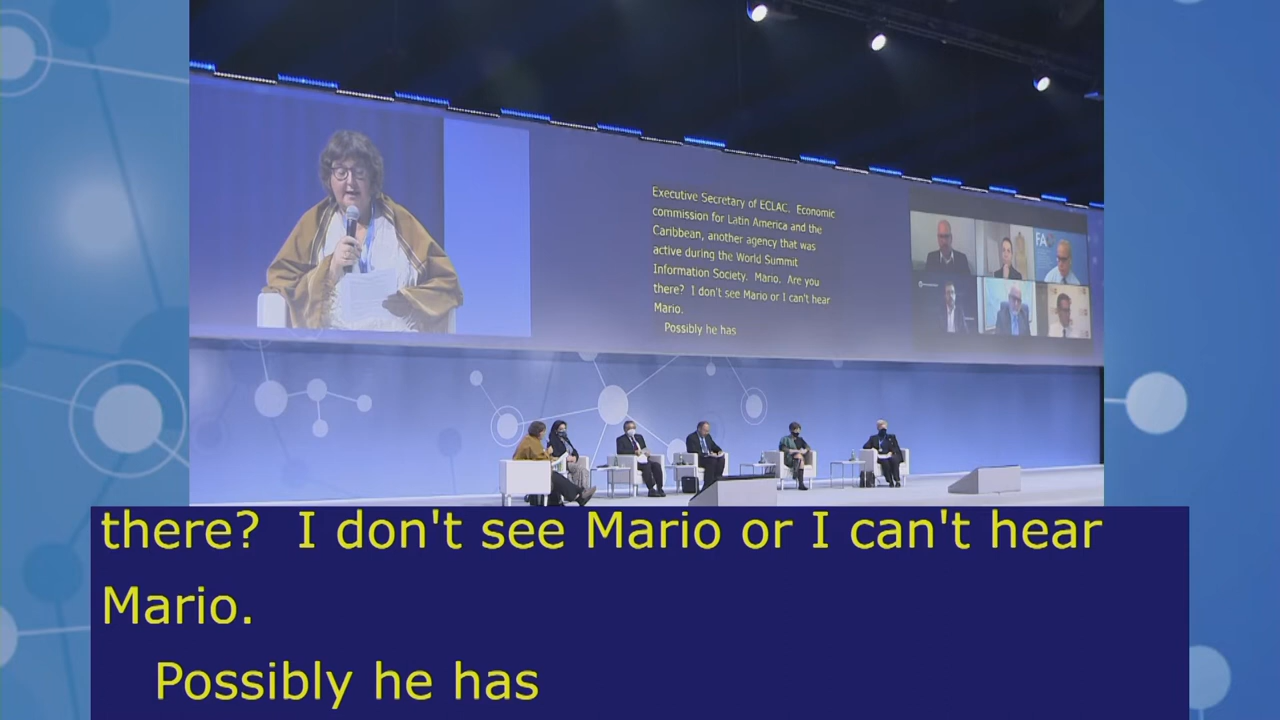 Executive Secretary of ECLAC. Economic
commission for Latin America and the
Caribbean, another agency that was
active during the World Summit
Information Society. Mario. Are you
there? I don't see Mario or I can't hear
Mario.
Possibly he has
FA
there? I don't see Mario or I can't hear
Mario.
Possibly he has